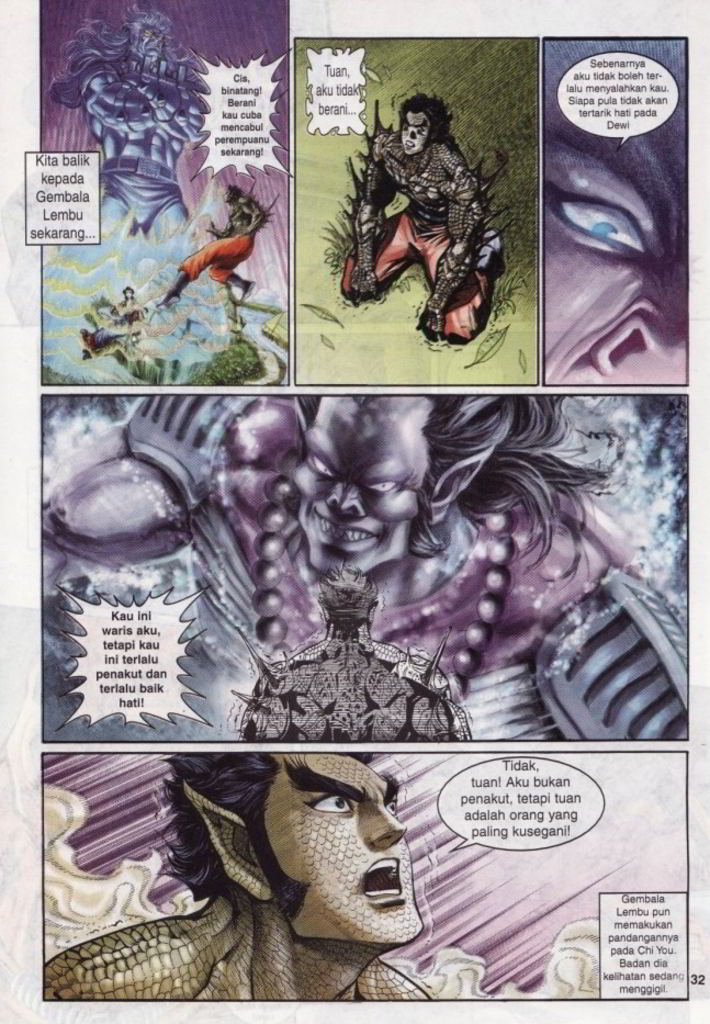 Kita balik
kepada
Gembala
Lembu
sekarang...
Cis,
binatang!
Berani
kau cuba
mencabul
perempuanu
sekarang!
Tuan,
aku tidak
berani...
Sebenarnya
aku tidak boleh ter-
lalu menyalahkan kau.
Siapa pula tidak akan
tertarik hati pada
Dewi
Kau ini
waris aku,
tetapi kau
ini terlalu
penakut dan
terlalu baik
hati!
Tidak,
tuan! Aku bukan
penakut, tetapi tuan
adalah orang yang
paling kusegani!
Gembala
Lembu pun
memakukan
pandangannya
pada Chi You.
Badan dia
kelihatan sedang
menggigil.
32